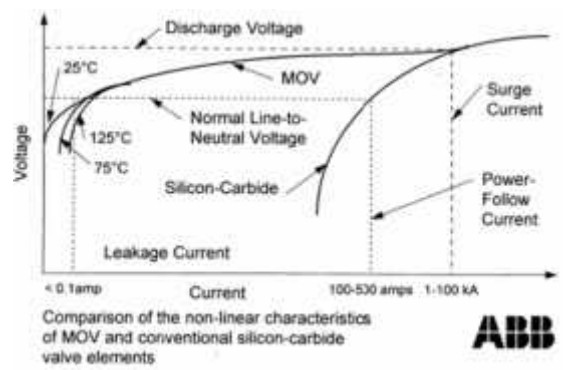 Discharge Voltage
25°C
MOV
Surge
Current
Normal Line-to-
Neutral Voltage
125°C
75°C
Voltage
Silicon-Carbide
Power-
Follow
Current
Leakage Current
< 0.1amp
Current
100-530 amps
1-100 kA
Comparison of the non-linear characteristics
of MOV and conventional silicon-carbide
valve elements
ABB